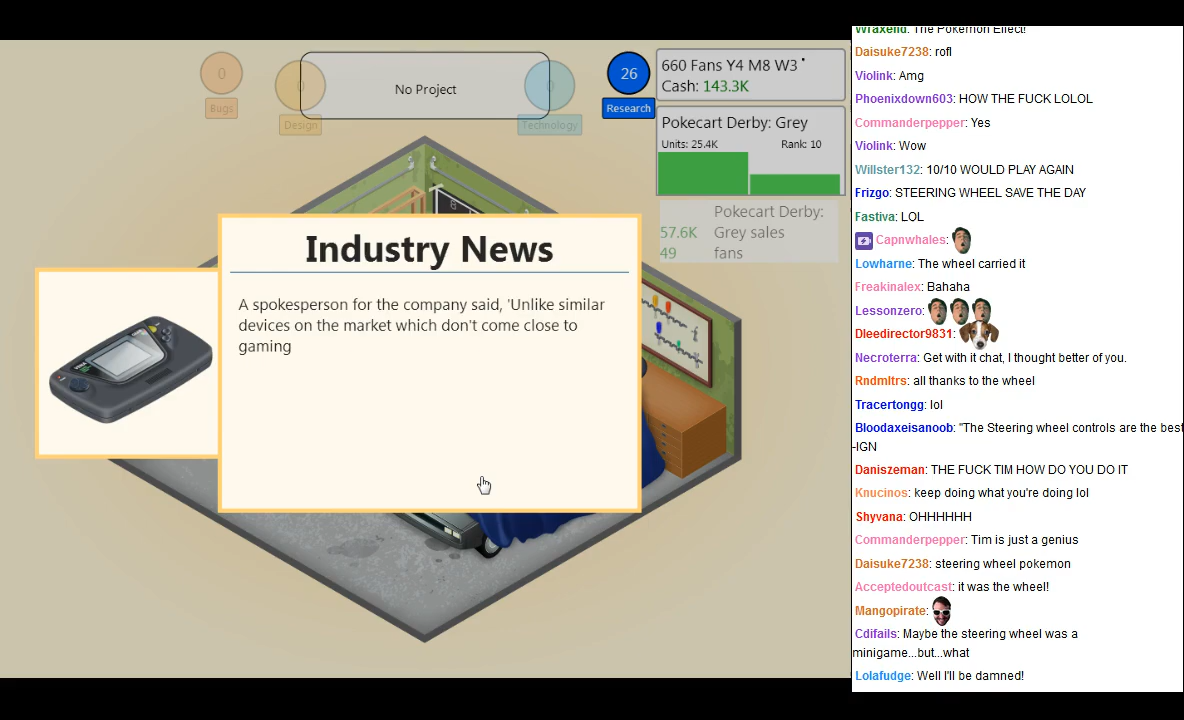 0
Bugs
0
Design
No Project
0
Technology
26
Research
660 Fans Y4 M8 W3
Cash: 143.3K
Pokecart Derby: Grey
Units: 25.4K
Rank: 10
57.6K
49
Pokecart Derby:
Grey sales
fans
Industry News
A spokesperson for the company said, 'Unlike similar
devices on the market which don't come close to
gaming
Wraxend: The Pokemon Effect!
Daisuke7238: rofl
Violink: Amg
Phoenixdown603: HOW THE FUCK LOLOL
Commanderpepper: Yes
Violink: Wow
Willster132: 10/10 WOULD PLAY AGAIN
Frizgo: STEERING WHEEL SAVE THE DAY
Fastiva: LOL
Capnwhales:
Lowharne: The wheel carried it
Freakinalex: Bahaha
Lessonzero:
Dleedirector9831:
Necroterra: Get with it chat, I thought better of you.
Rndmltrs: all thanks to the wheel
Tracertongg: lol
Bloodaxeisanoob: "The Steering wheel controls are the best
-IGN
Daniszeman: THE FUCK TIM HOW DO YOU DO IT
Knucinos: keep doing what you're doing lol
Shyvana: OHHHHHH
Commanderpepper: Tim is just a genius
Daisuke7238: steering wheel pokemon
Acceptedoutcast: it was the wheel!
Mangopirate:
Cdifails: Maybe the steering wheel was a
minigame...but...what
Lolafudge: Well I'll be damned!